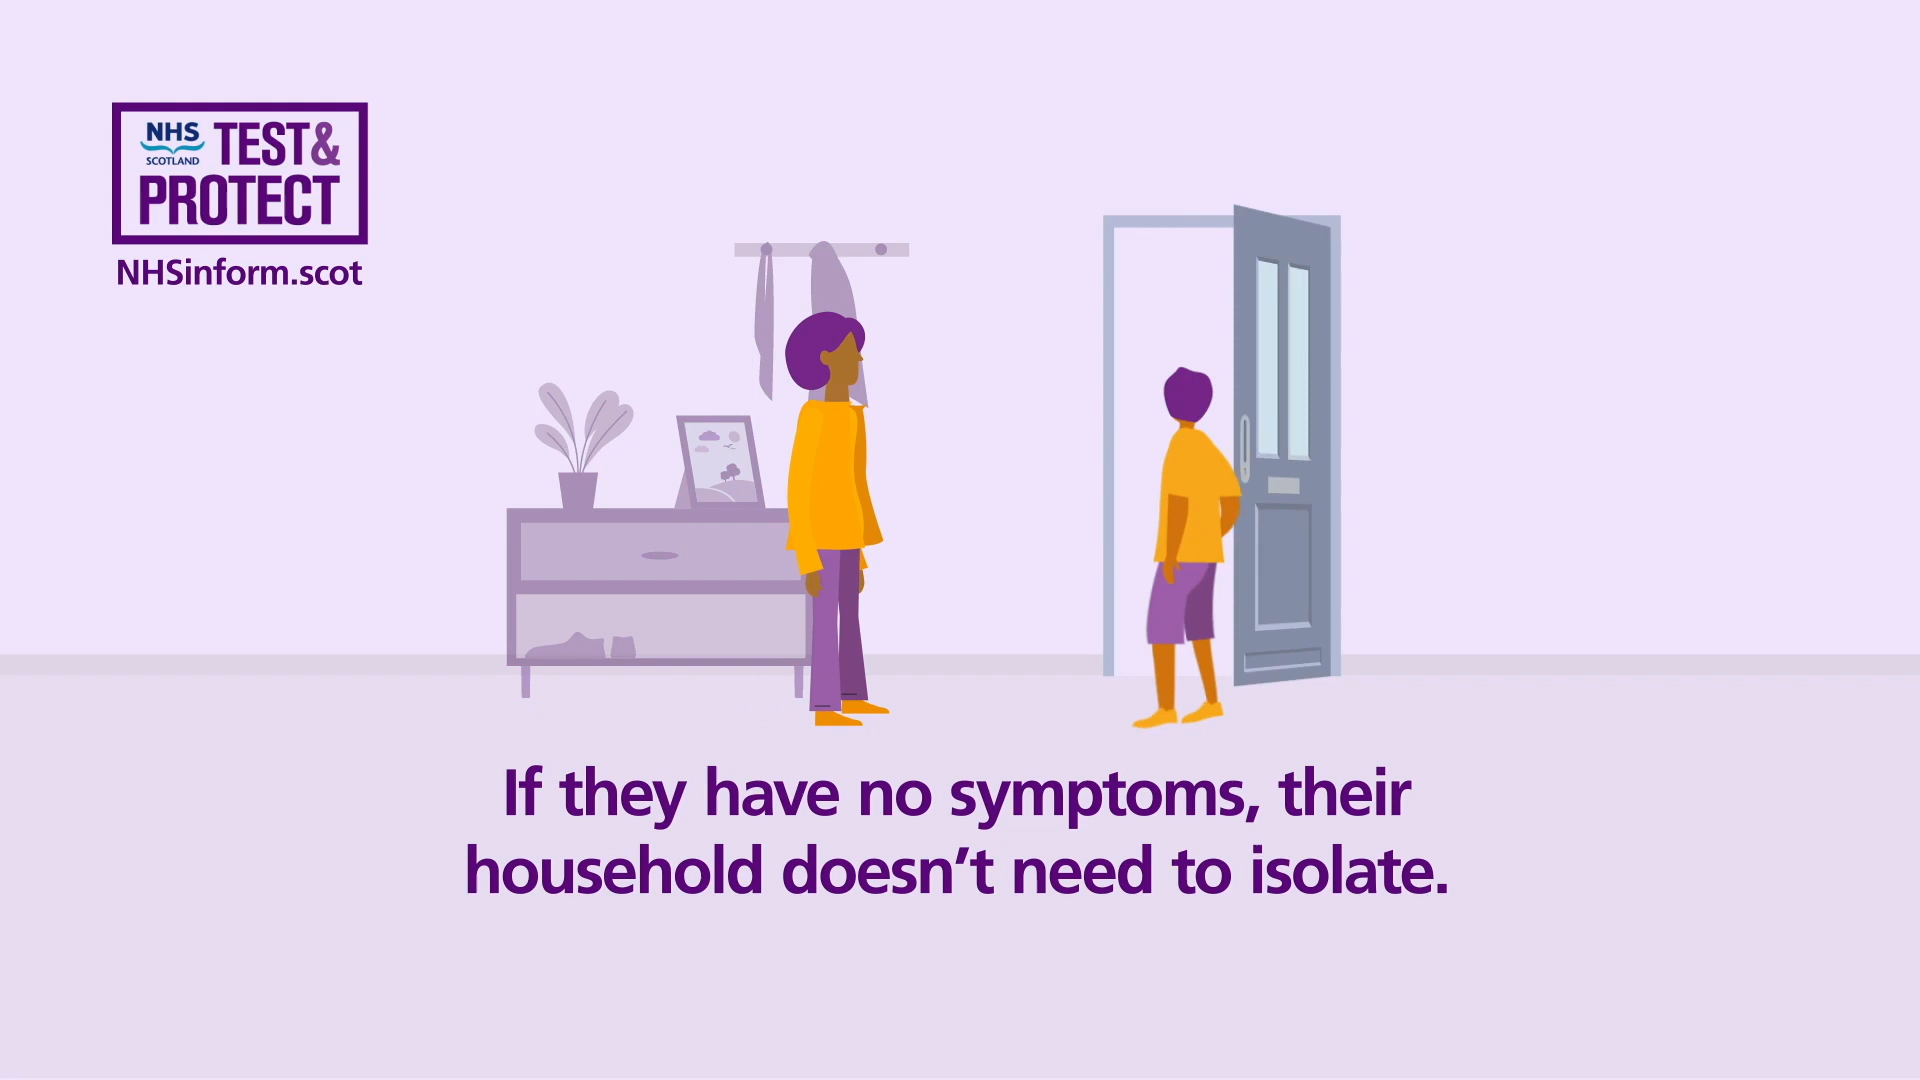 NHS
SCOTLAND
TEST&
PROTECT
NHSinform.scot
If they have no symptoms, their
household doesn’t need to isolate.